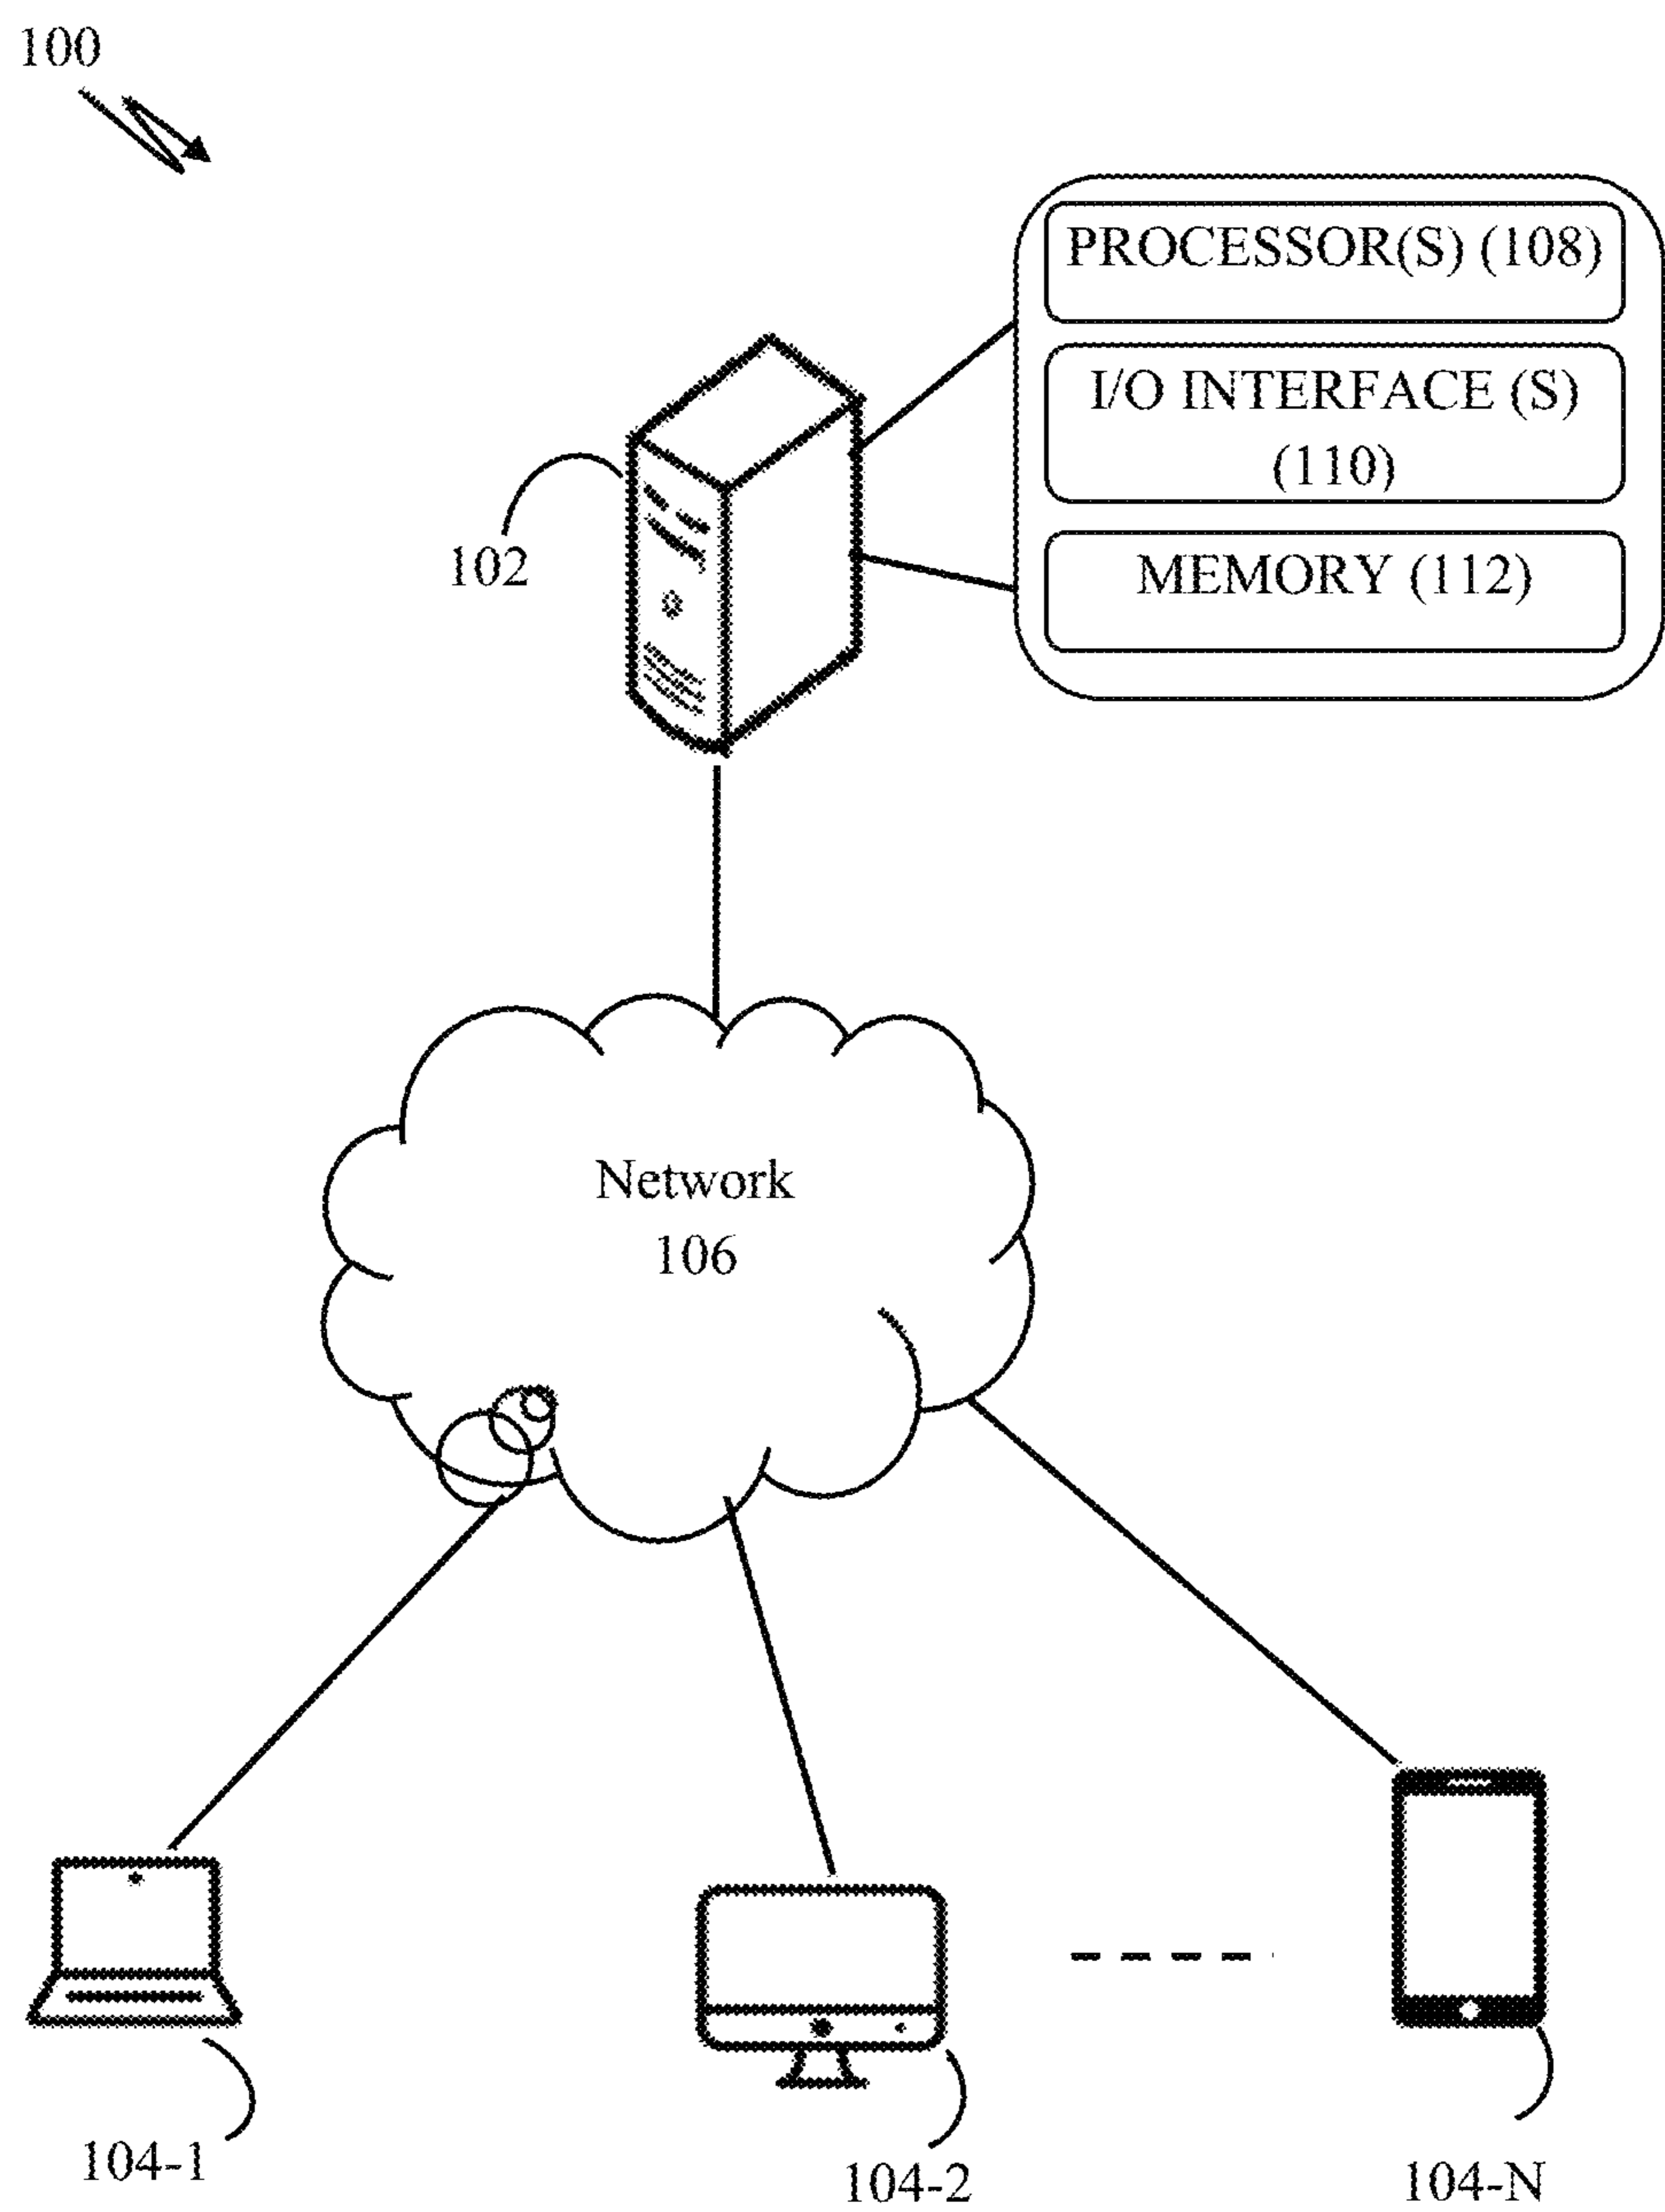 100
PROCESSOR(S) (108)
I/O INTERFACE (S)
(110)
102
MEMORY (112)
Network
106
104-1
104-2
104-N